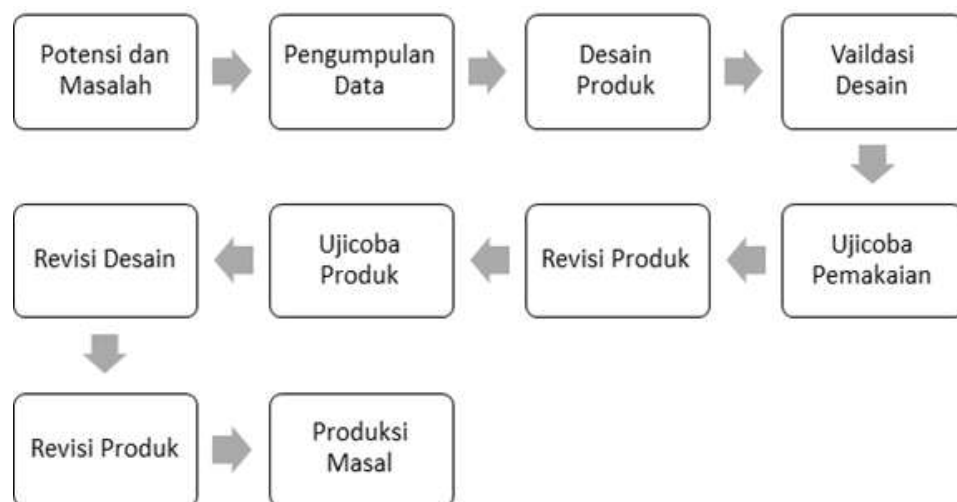 Potensi dan
Masalah
Pengumpulan
Data
Desain
Produk
Vaildasi
Desain
Ujicoba
Pemakaian
Revisi Produk
Ujicoba
Produk
Revisi Desain
Revisi Produk
Produksi
Masal